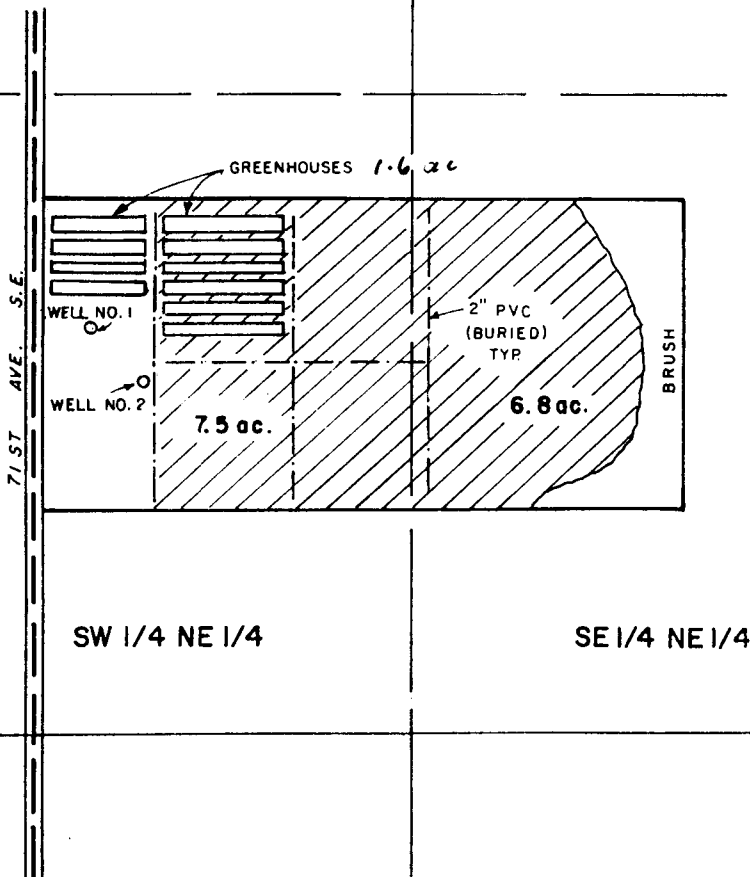 GREENHOUSES 1.6 ac
71 ST AVE. S.E.
WELL NO. 1
WELL NO. 2
2" PVC
(BURIED)
TYP.
BRUSH
7.5 ac.
6.8 ac.
SW 1/4 NE 1/4
SE 1/4 NE 1/4